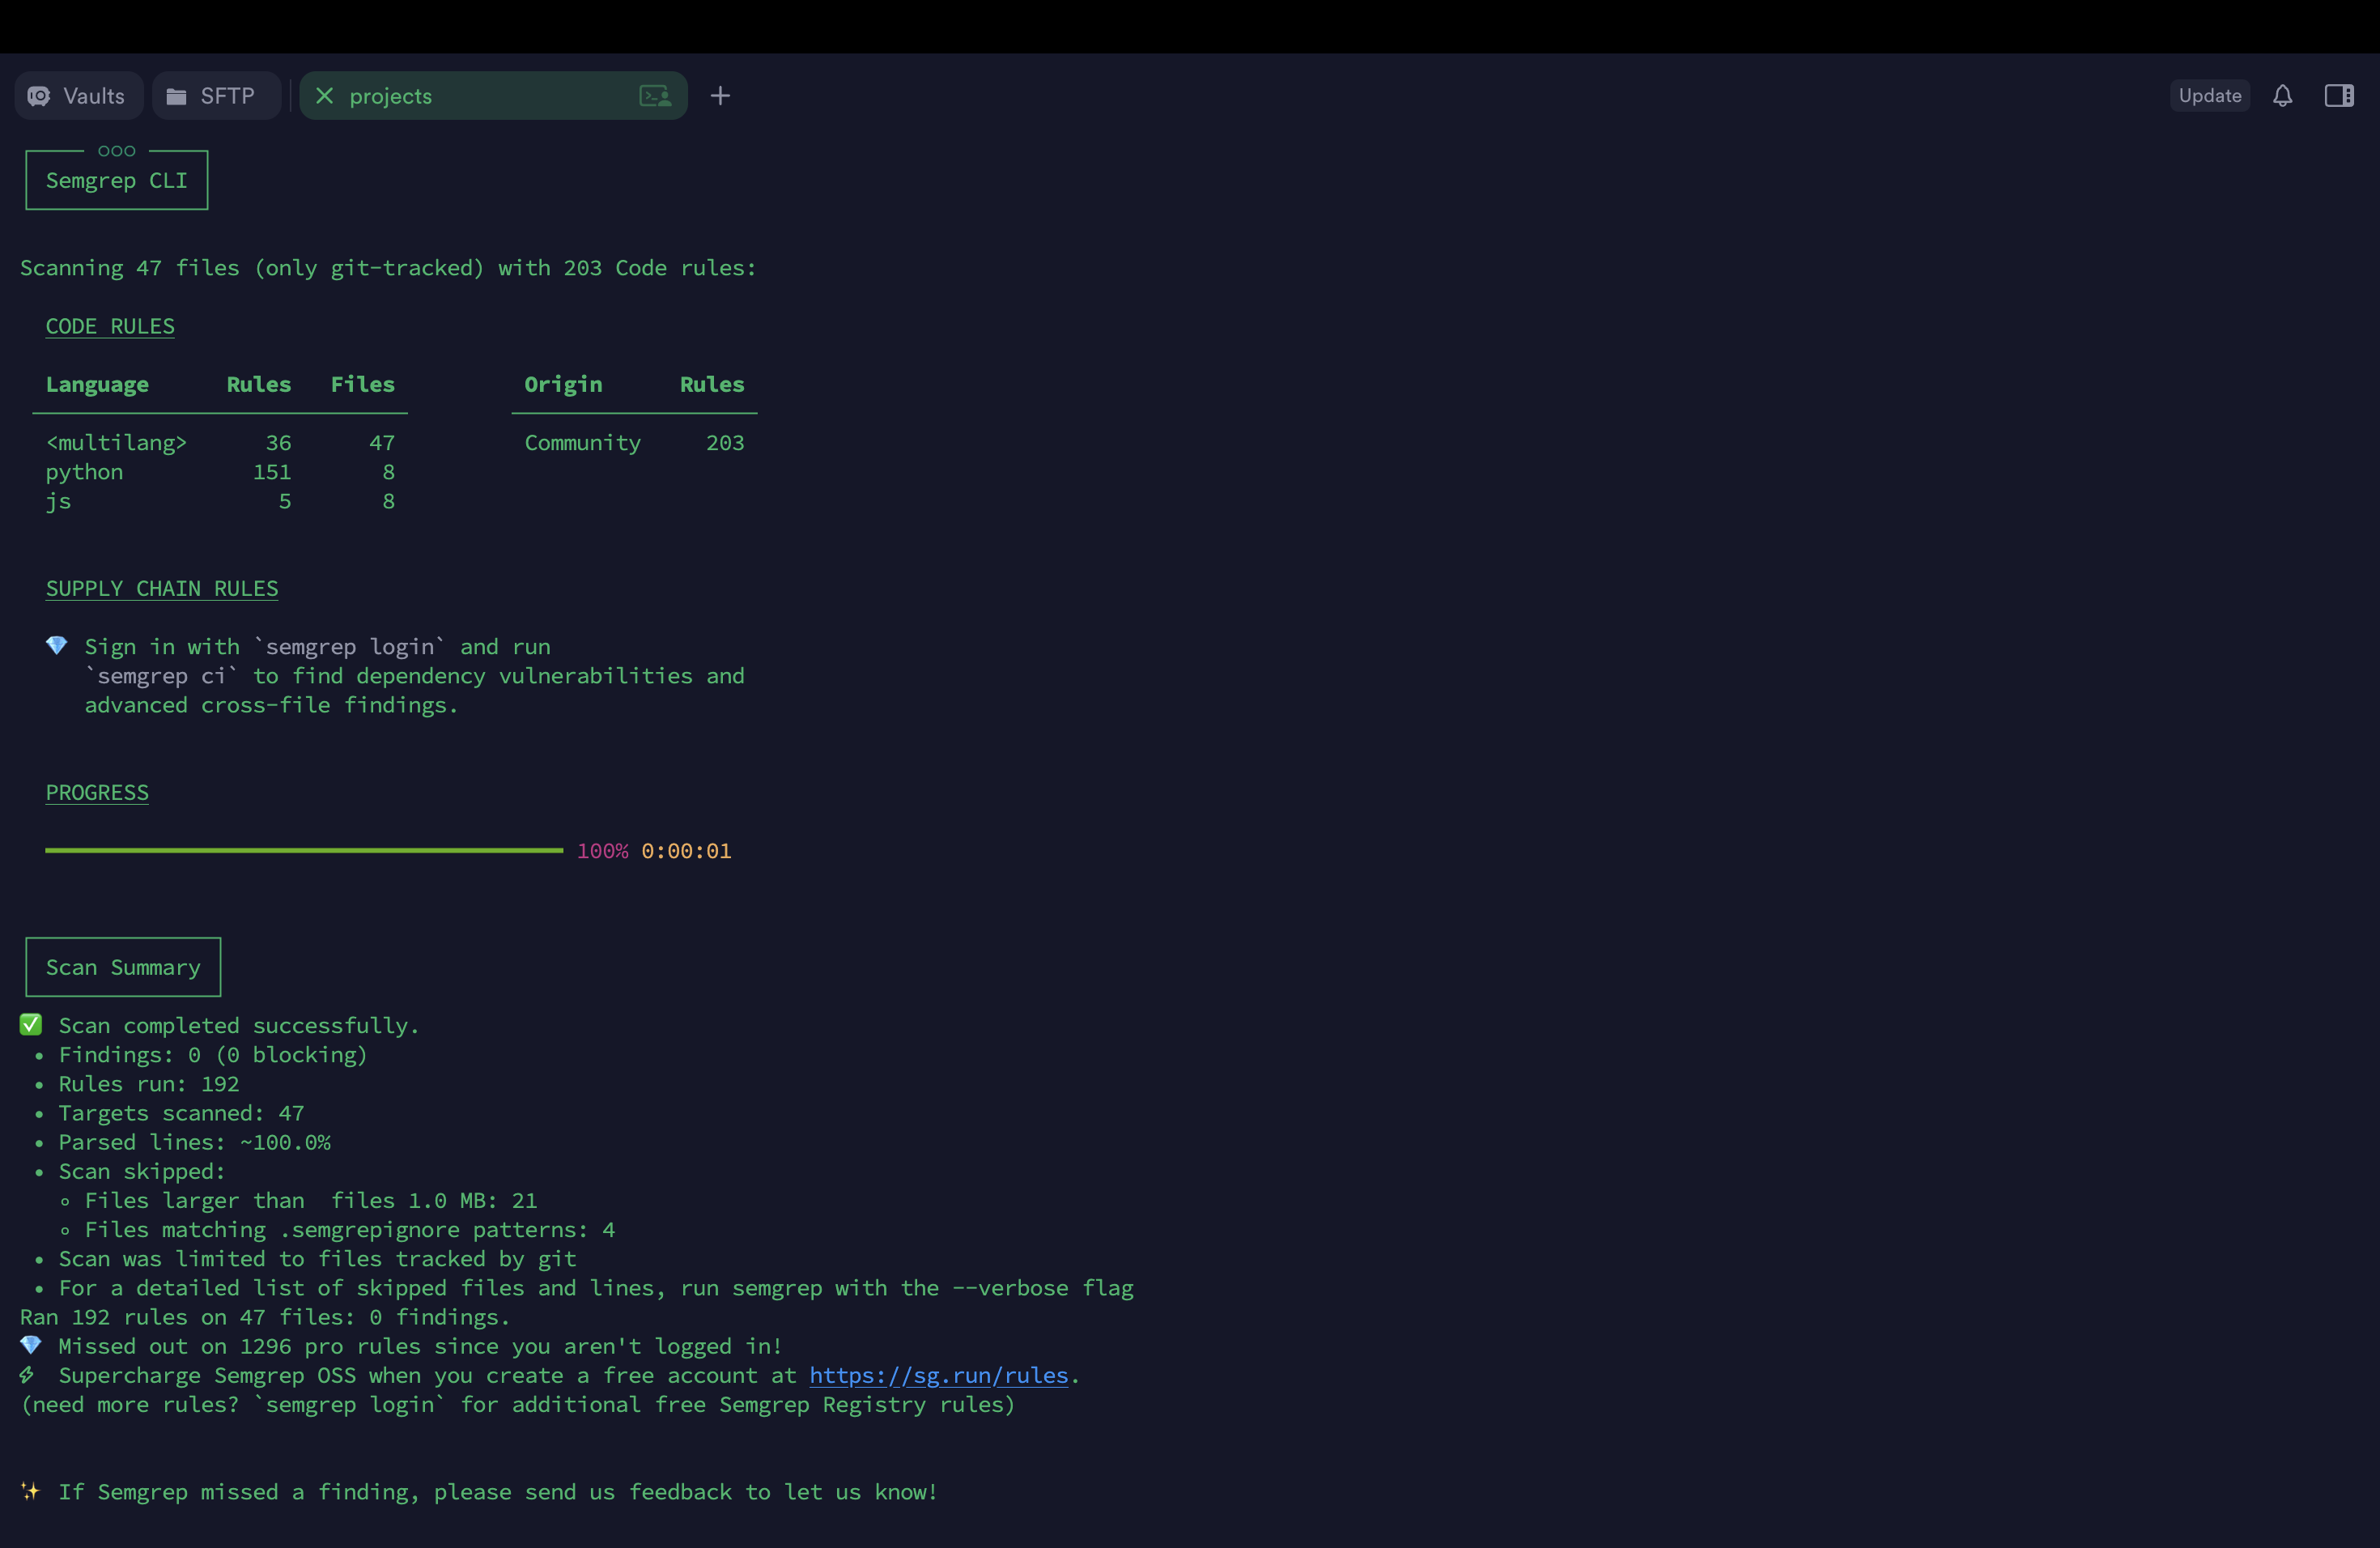 Vaults SFTP projects Update
ooo
Semgrep CLI
Scanning 47 files (only git-tracked) with 203 Code rules:
CODE RULES
Language Rules Files Origin Rules
<multilang> 36 47 Community 203
python 151 8
js 5 8
SUPPLY CHAIN RULES
💎 Sign in with `semgrep login` and run
`semgrep ci` to find dependency vulnerabilities and
advanced cross-file findings.
PROGRESS
100% 0:00:01
Scan Summary
✅ Scan completed successfully.
• Findings: 0 (0 blocking)
• Rules run: 192
• Targets scanned: 47
• Parsed lines: ~100.0%
• Scan skipped:
◦ Files larger than  files 1.0 MB: 21
◦ Files matching .semgrepignore patterns: 4
• Scan was limited to files tracked by git
• For a detailed list of skipped files and lines, run semgrep with the --verbose flag
Ran 192 rules on 47 files: 0 findings.
💎 Missed out on 1296 pro rules since you aren't logged in!
⚡ Supercharge Semgrep OSS when you create a free account at https://sg.run/rules.
(need more rules? `semgrep login` for additional free Semgrep Registry rules)
✨ If Semgrep missed a finding, please send us feedback to let us know!